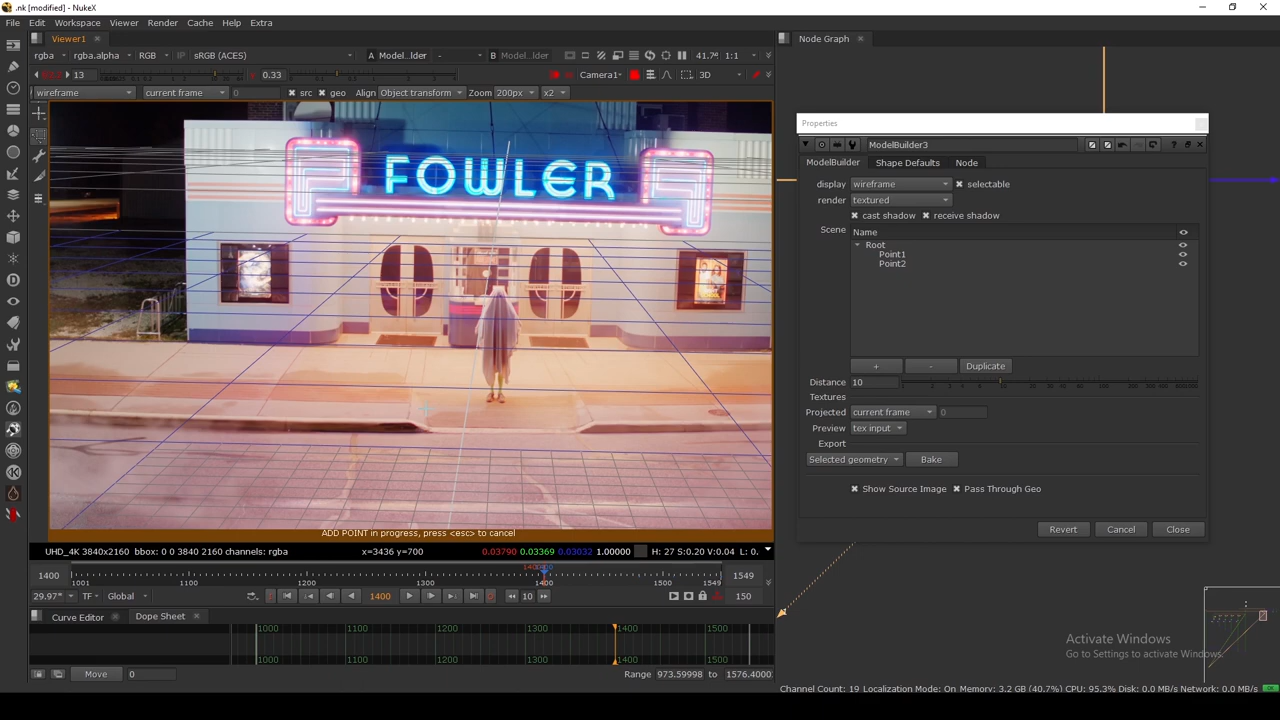 .nk [modified] - NukeX
File Edit Workspace Viewer Render Cache Help Extra
Viewer1
rgba rgba.alpha RGB IP sRGB (ACES) A Model...lder - B Model...lder 41.7% 1:1
13 0.33 Camera1 3D
wireframe current frame 0 src geo Align Object transform Zoom 200px x2
FOWLER
ADD POINT in progress, press <esc> to cancel
UHD_4K 3840x2160 bbox: 0 0 3840 2160 channels: rgba x=3436 y=700 0.03790 0.03369 0.03032 1.00000 H: 27 S:0.20 V:0.04 L: 0.
1400
1001 1100 1200 1300 1400 1500 1549
1549
29.97* TF Global 1400 10 150
Curve Editor Dope Sheet
1000 1100 1200 1300 1400 1500
1000 1100 1200 1300 1400 1500
Move 0 Range 973.59998 to 1576.4000
Node Graph
Properties
ModelBuilder3
ModelBuilder Shape Defaults Node
display wireframe selectable
render textured
cast shadow receive shadow
Scene Name
Root
Point1
Point2
+ - Duplicate
Distance 10
Textures
Projected current frame 0
Preview tex input
Export
Selected geometry Bake
Show Source Image Pass Through Geo
Revert Cancel Close
Activate Windows
Go to Settings to activate Windows.
Channel Count: 19 Localization Mode: On Memory: 3.2 GB (40.7%) CPU: 95.3% Disk: 0.0 MB/s Network: 0.0 MB/s